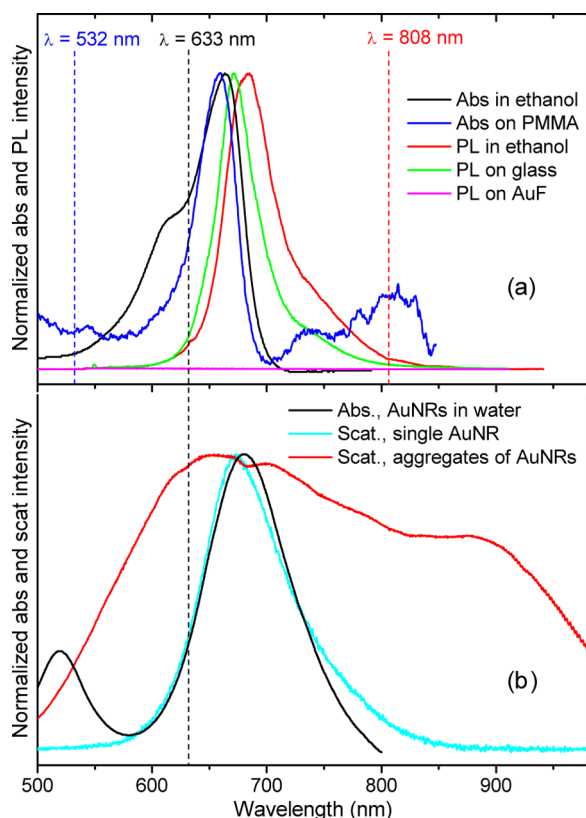 λ = 532 nm
λ = 633 nm
λ = 808 nm
Normalized abs and PL intensity
Abs in ethanol
Abs on PMMA
PL in ethanol
PL on glass
PL on AuF
(a)
Normalized abs and scat intensity
Abs., AuNRs in water
Scat., single AuNR
Scat., aggregates of AuNRs
(b)
500
600
700
800
900
Wavelength (nm)